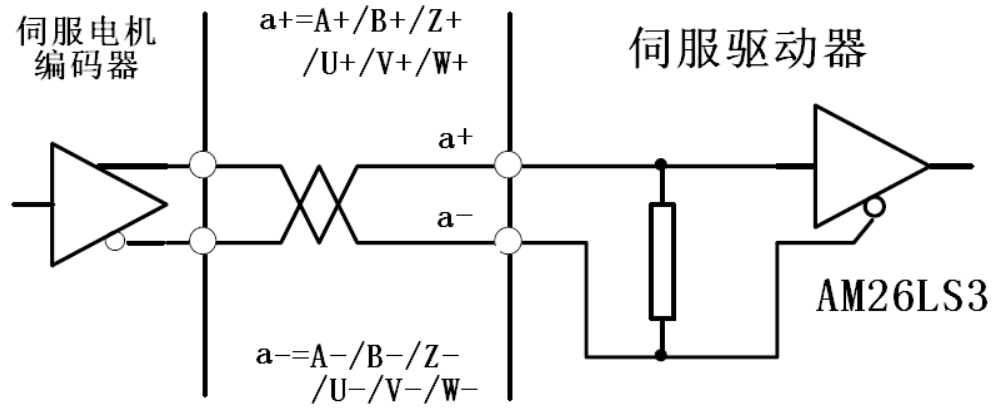 伺服电机
编码器
a+=A+/B+/Z+
/U+/V+/W+
伺服驱动器
a+
a-
AM26LS3
a-=A-/B-/Z-
/U-/V-/W-